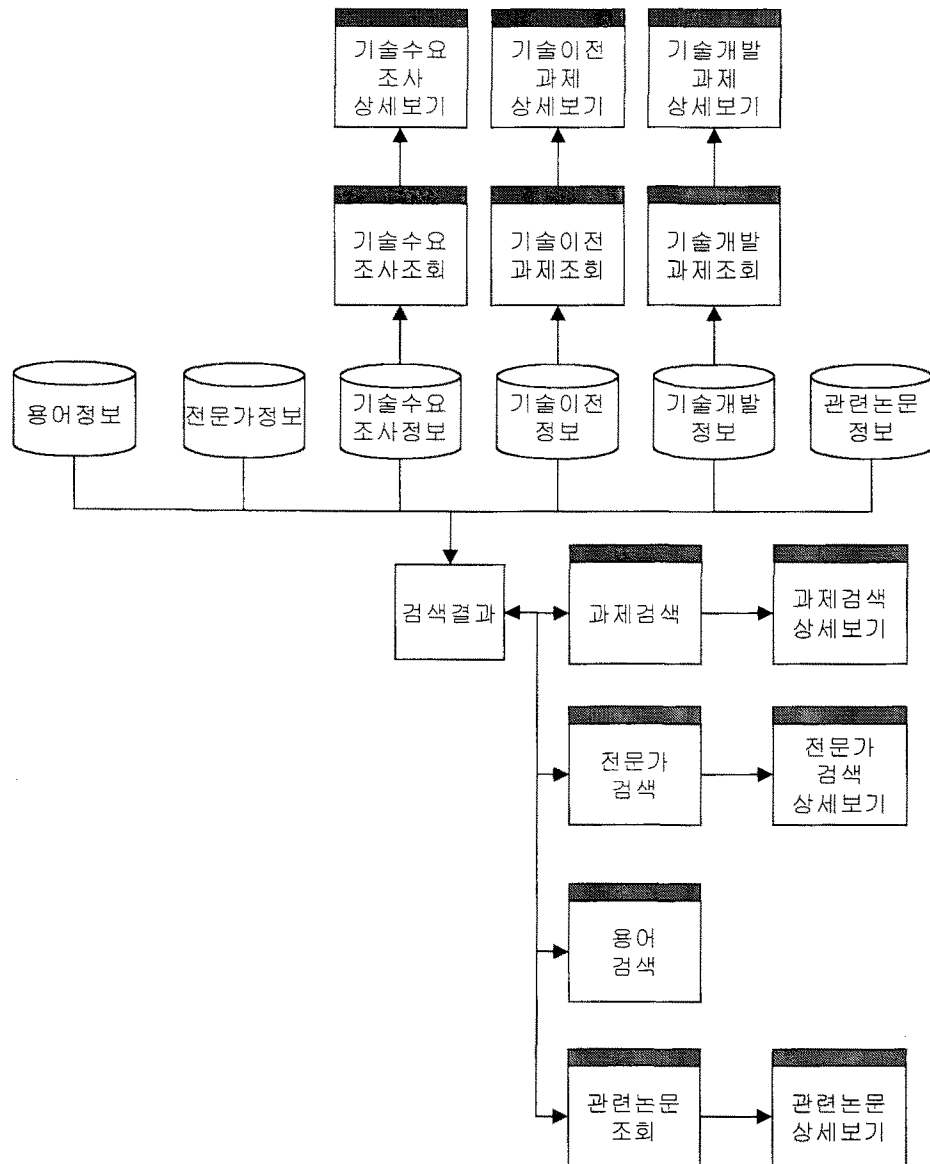 기술수요
조사
상세보기
기술이전
과제
상세보기
기술개발
과제
상세보기
기술수요
조사조회
기술이전
과제조회
기술개발
과제조회
용어정보
전문가정보
기술수요
조사정보
기술이전
정보
기술개발
정보
관련논문
정보
검색결과
과제검색
과제검색
상세보기
전문가
검색
전문가
검색
상세보기
용어
검색
관련논문
조회
관련논문
상세보기